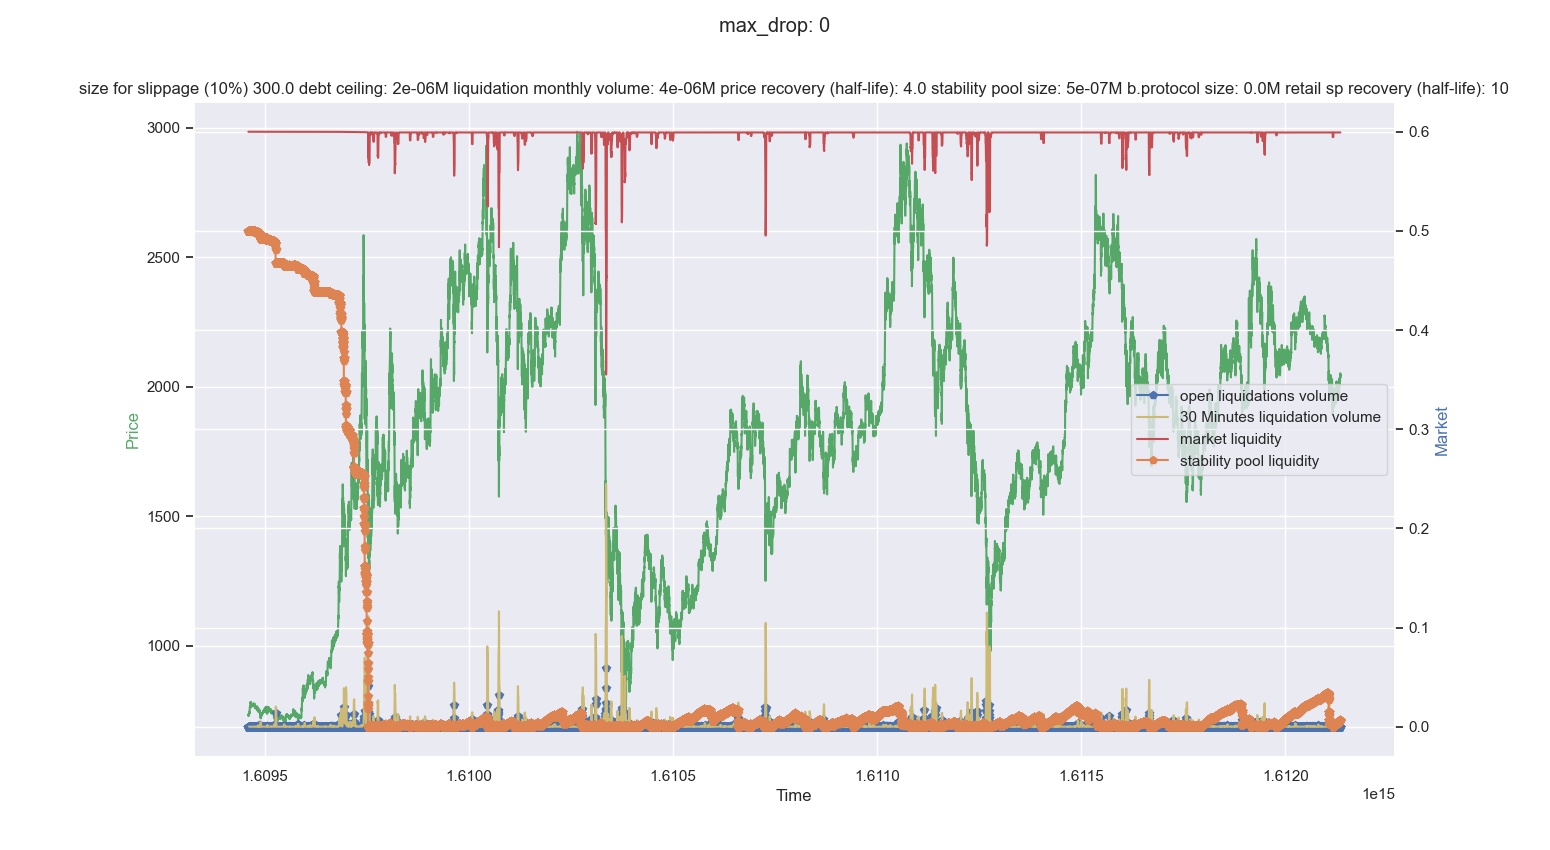 max_drop: 0
size for slippage (10%) 300.0 debt ceiling: 2e-06M liquidation monthly volume: 4e-06M price recovery (half-life): 4.0 stability pool size: 5e-07M b.protocol size: 0.0M retail sp recovery (half-life): 10
3000
2500
2000
1500
1000
Price
0.6
0.5
0.4
0.3
0.2
0.1
0.0
Market
open liquidations volume
30 Minutes liquidation volume
market liquidity
stability pool liquidity
1.6095 1.6100 1.6105 1.6110 1.6115 1.6120
1e15
Time